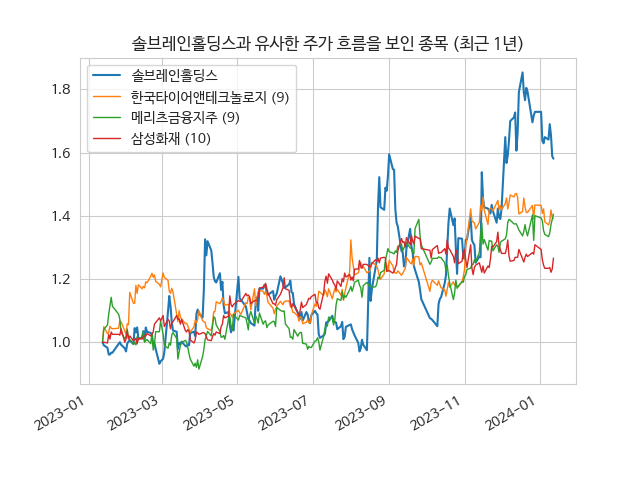 솔브레인홀딩스과 유사한 주가 흐름을 보인 종목 (최근 1년)
솔브레인홀딩스
한국타이어앤테크놀로지 (9)
메리츠금융지주 (9)
삼성화재 (10)
1.8
1.6
1.4
1.2
1.0
2023-01
2023-03
2023-05
2023-07
2023-09
2023-11
2024-01